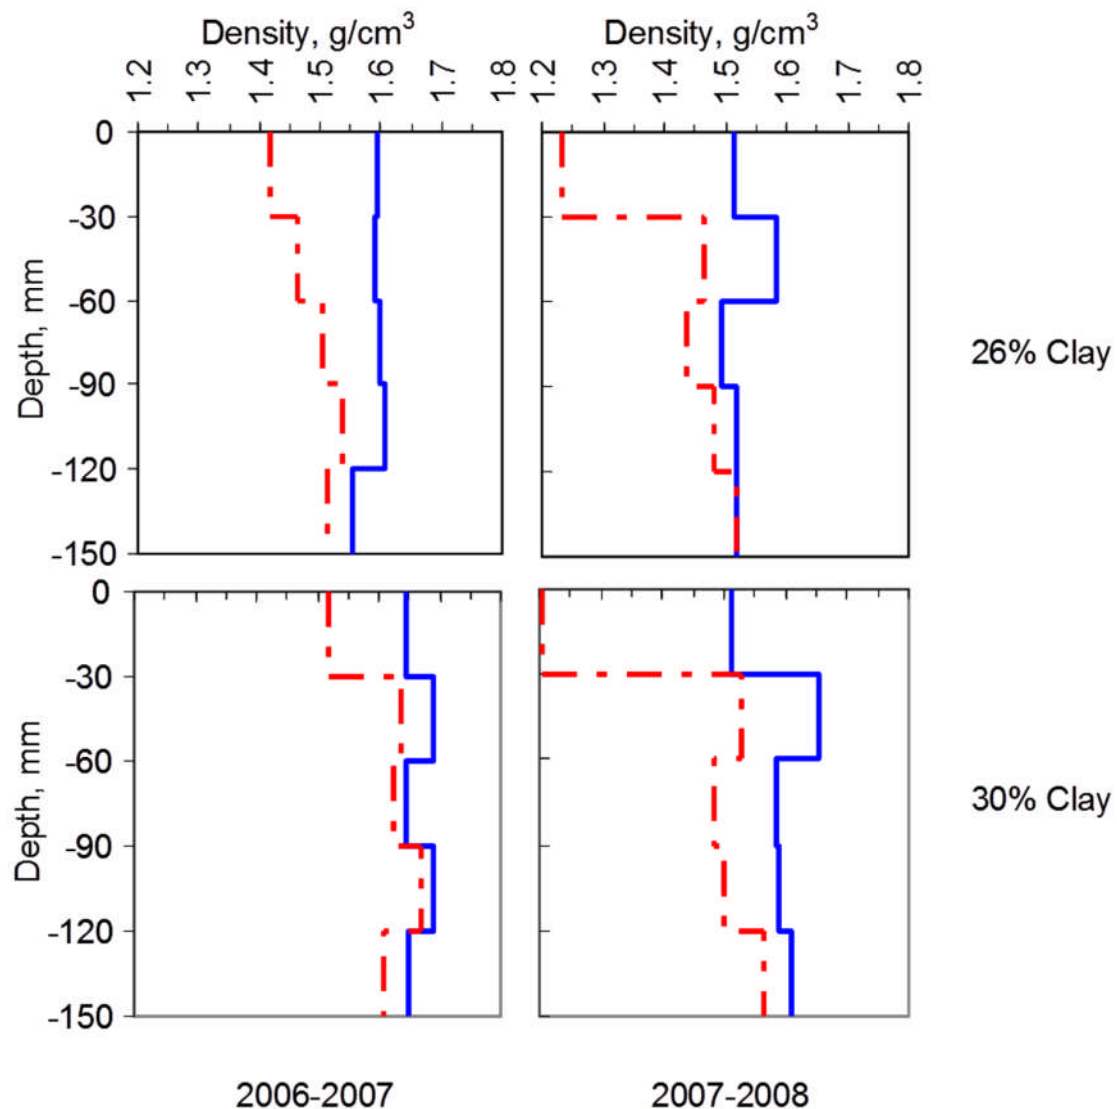 Density, g/cm³ Density, g/cm³
1.2 1.3 1.4 1.5 1.6 1.7 1.8 1.2 1.3 1.4 1.5 1.6 1.7 1.8
0
-30
-60
-90
-120
-150
Depth, mm
26% Clay
0
-30
-60
-90
-120
-150
Depth, mm
30% Clay
2006-2007 2007-2008